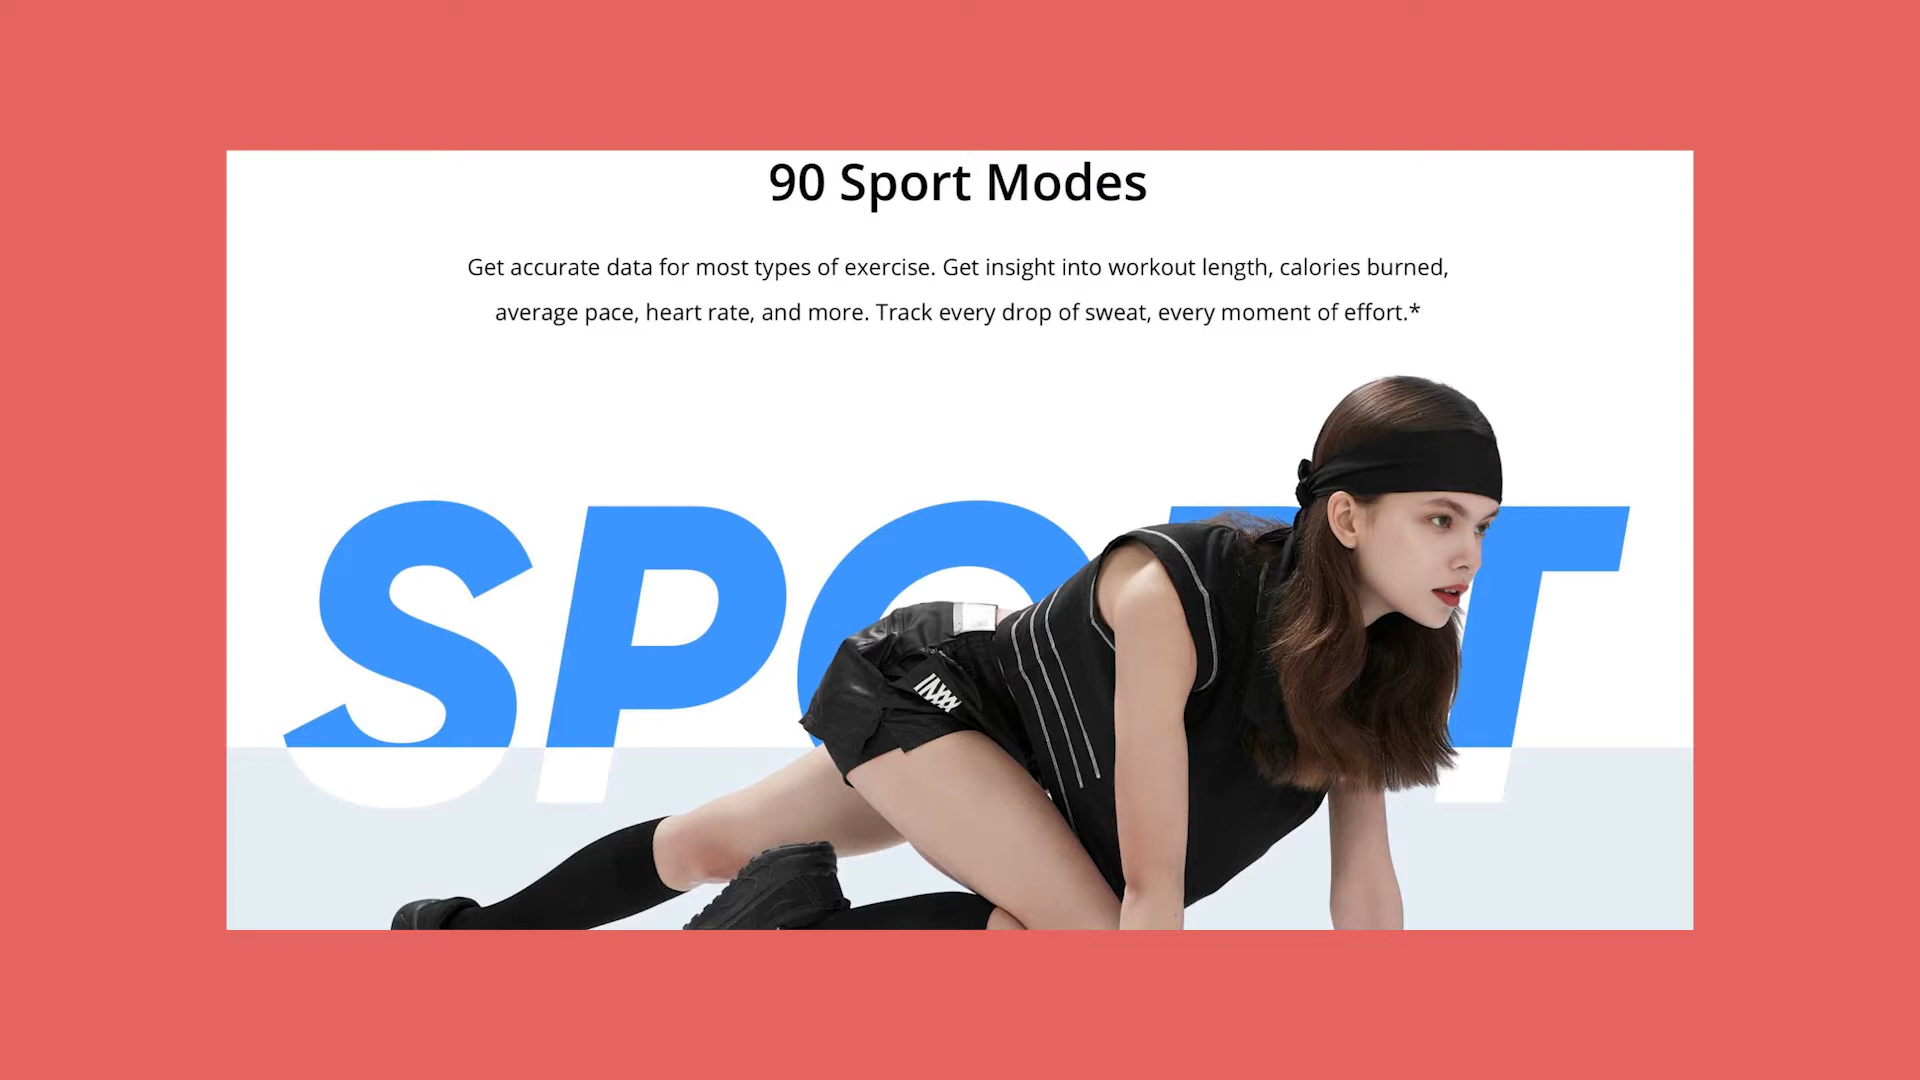 90 Sport Modes
Get accurate data for most types of exercise. Get insight into workout length, calories burned,
average pace, heart rate, and more. Track every drop of sweat, every moment of effort.*
SPORT